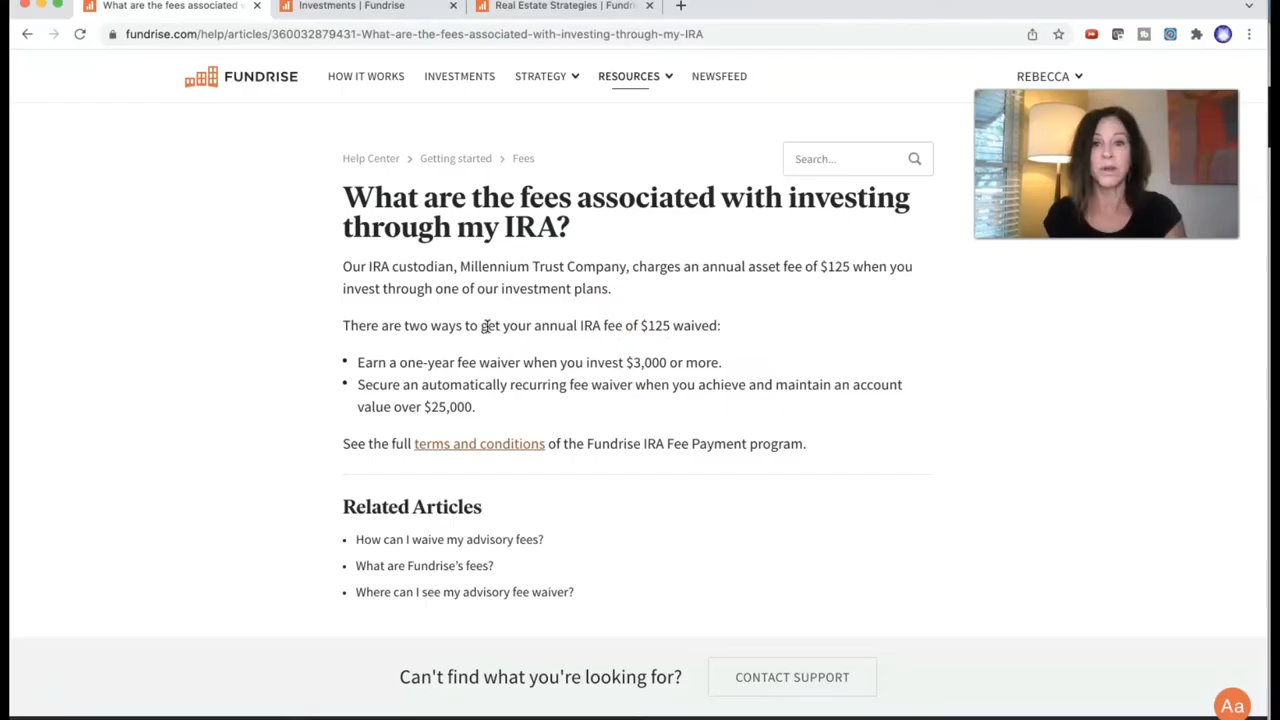 What are the fees associated w
Investments | Fundrise
Real Estate Strategies | Fundri
fundrise.com/help/articles/360032879431-What-are-the-fees-associated-with-investing-through-my-IRA
FUNDRISE
HOW IT WORKS
INVESTMENTS
STRATEGY
RESOURCES
NEWSFEED
REBECCA
Help Center > Getting started > Fees
Search...
What are the fees associated with investing
through my IRA?
Our IRA custodian, Millennium Trust Company, charges an annual asset fee of $125 when you
invest through one of our investment plans.
There are two ways to get your annual IRA fee of $125 waived:
• Earn a one-year fee waiver when you invest $3,000 or more.
• Secure an automatically recurring fee waiver when you achieve and maintain an account
value over $25,000.
See the full terms and conditions of the Fundrise IRA Fee Payment program.
Related Articles
• How can I waive my advisory fees?
• What are Fundrise's fees?
• Where can I see my advisory fee waiver?
Can't find what you're looking for?
CONTACT SUPPORT
Aa